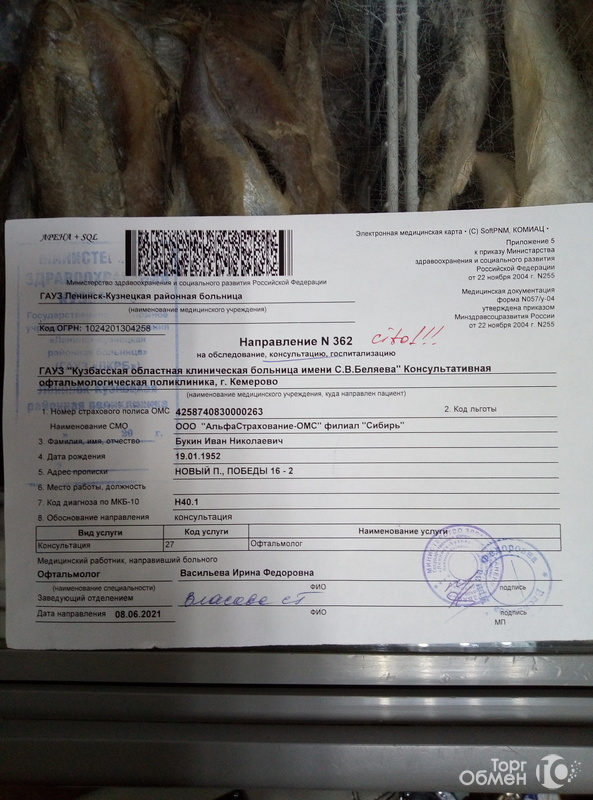 АРЕНА + SQL
Электронная медицинская карта • (C) SoftPNM, КОМИАЦ •
Приложение 5
к приказу Министерства
здравоохранения и социального развития
Российской Федерации
от 22 ноября 2004 г. N255
Министерство здравоохранения и социального развития Российской Федерации
ГАУЗ Ленинск-Кузнецкая районная больница
(наименование медицинского учреждения)
Медицинская документация
форма N057/у-04
утверждена приказом
Минздравсоцразвития России
от 22 ноября 2004 г. N255
Код ОГРН: 1024201304258
Направление N 362 cito!!!
на обследование, консультацию, госпитализацию
ГАУЗ "Кузбасская областная клиническая больница имени С.В.Беляева" Консультативная
офтальмологическая поликлиника, г. Кемерово
(наименование медицинского учреждения, куда направлен пациент)
1. Номер страхового полиса ОМС 4258740830000263 2. Код льготы
Наименование СМО ООО "АльфаСтрахование-ОМС" филиал "Сибирь"
3. Фамилия, имя, отчество Букин Иван Николаевич
4. Дата рождения 19.01.1952
5. Адрес прописки НОВЫЙ П., ПОБЕДЫ 16 - 2
6. Место работы, должность
7. Код диагноза по МКБ-10 H40.1
8. Обоснование направления консультация
Вид услуги Код услуги Наименование услуги
Консультация 27 Офтальмолог
Медицинский работник, направивший больного
Офтальмолог Васильева Ирина Федоровна
(наименование специальности) ФИО подпись
Заведующий отделением Власова СТ
Дата направления 08.06.2021 ФИО подпись
МП
Торг
Обмен